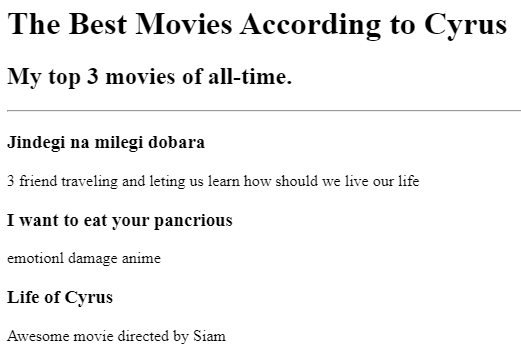 The Best Movies According to Cyrus
My top 3 movies of all-time.
Jindegi na milegi dobara
3 friend traveling and leting us learn how should we live our life
I want to eat your pancrious
emotionl damage anime
Life of Cyrus
Awesome movie directed by Siam